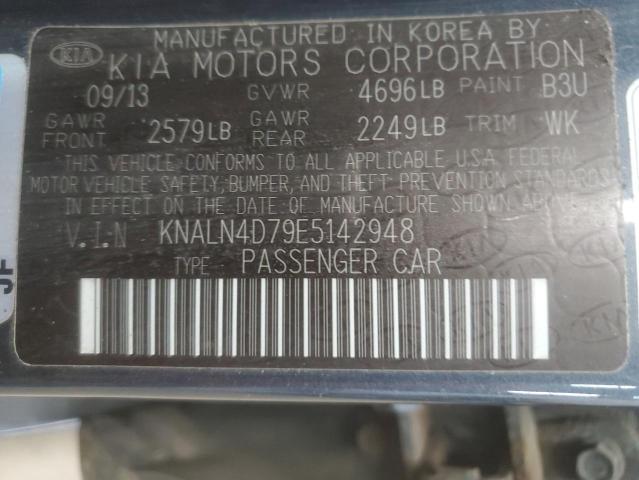 MANUFACTURED IN KOREA BY
KIA KIA MOTORS CORPORATION
09/13 GVWR 4696LB PAINT B3U
GAWR FRONT 2579LB GAWR REAR 2249LB TRIM WK
THIS VEHICLE CONFORMS TO ALL APPLICABLE U.S.A. FEDERAL
MOTOR VEHICLE SAFETY, BUMPER, AND THEFT PREVENTION STANDARDS
IN EFFECT ON THE DATE OF MANUFACTURE SHOWN ABOVE.
V.I.N KNALN4D79E5142948
TYPE PASSENGER CAR